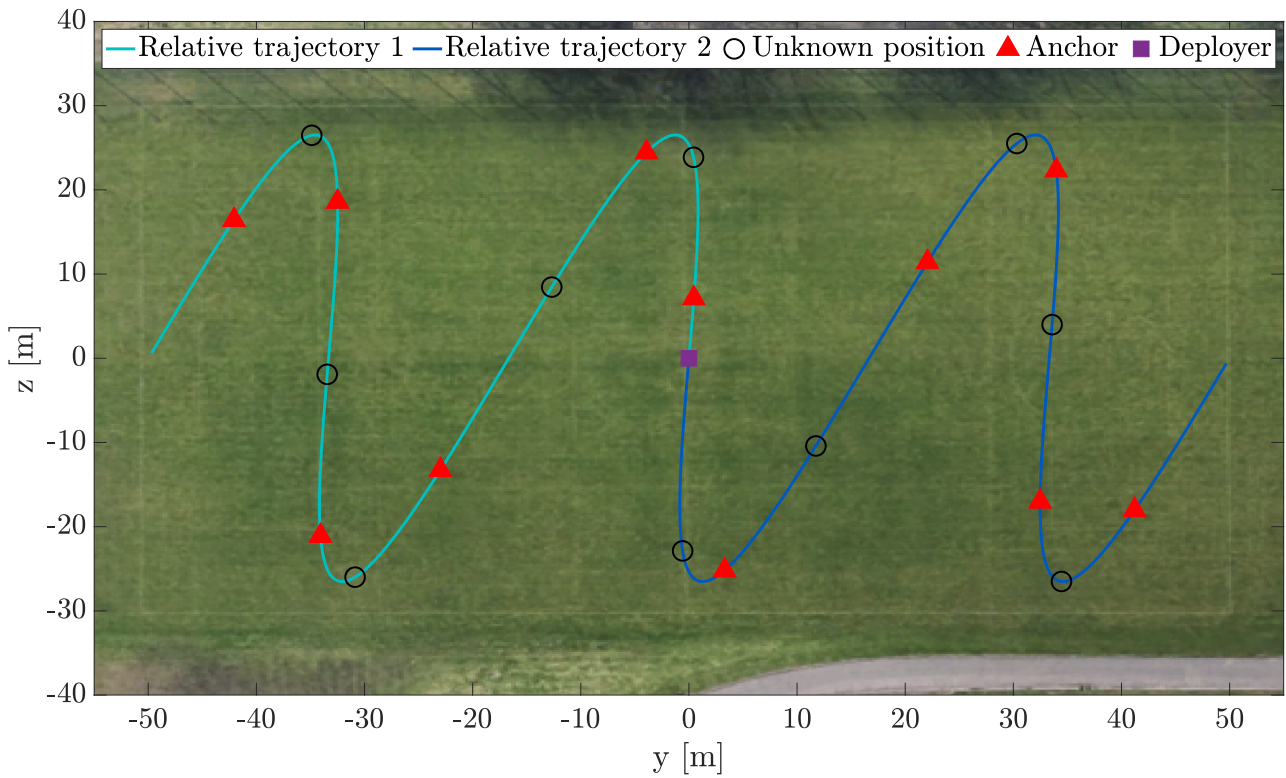 Relative trajectory 1 Relative trajectory 2 Unknown position Anchor Deployer
40
30
20
10
0
-10
-20
-30
-40
z [m]
-50 -40 -30 -20 -10 0 10 20 30 40 50
y [m]